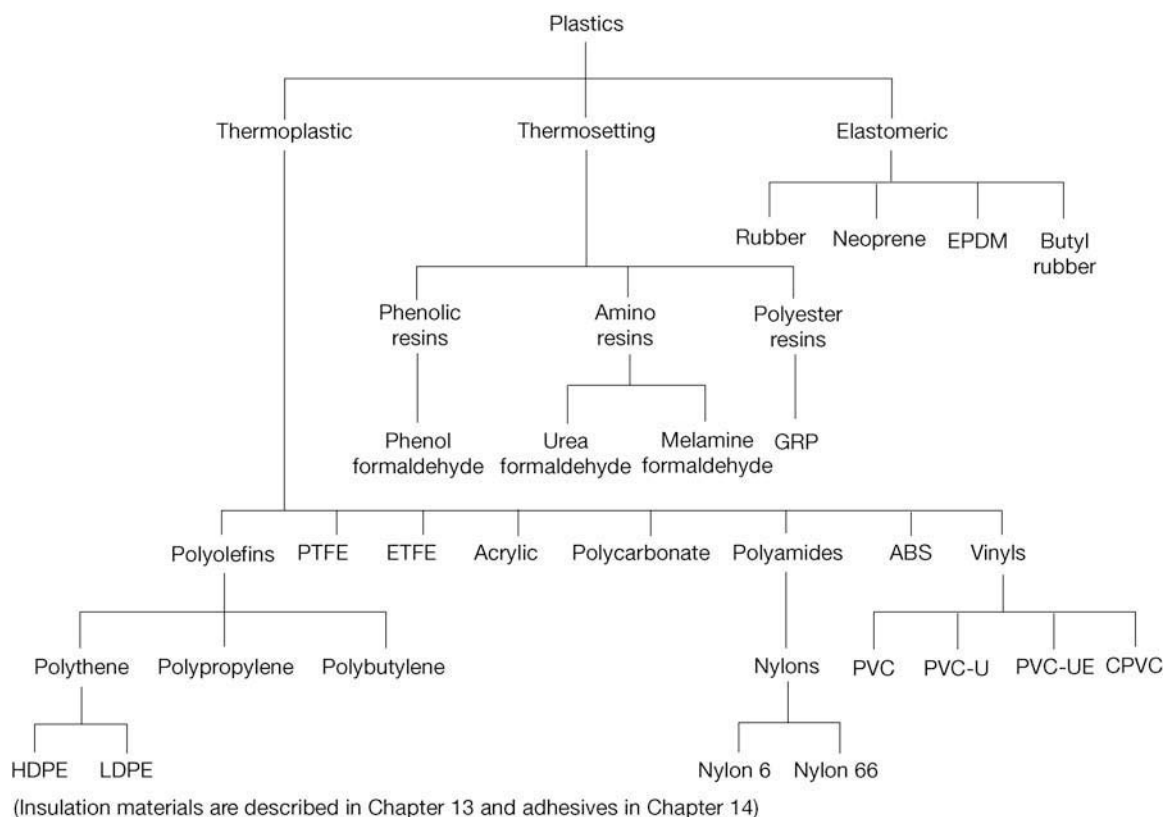 Plastics
Thermoplastic
Thermosetting
Elastomeric
Rubber
Neoprene
EPDM
Butyl
rubber
Phenolic
resins
Amino
resins
Polyester
resins
Phenol
formaldehyde
Urea
formaldehyde
Melamine
formaldehyde
GRP
Polyolefins
PTFE
ETFE
Acrylic
Polycarbonate
Polyamides
ABS
Vinyls
Polythene
Polypropylene
Polybutylene
Nylons
PVC
PVC-U
PVC-UE
CPVC
HDPE
LDPE
Nylon 6
Nylon 66
(Insulation materials are described in Chapter 13 and adhesives in Chapter 14)